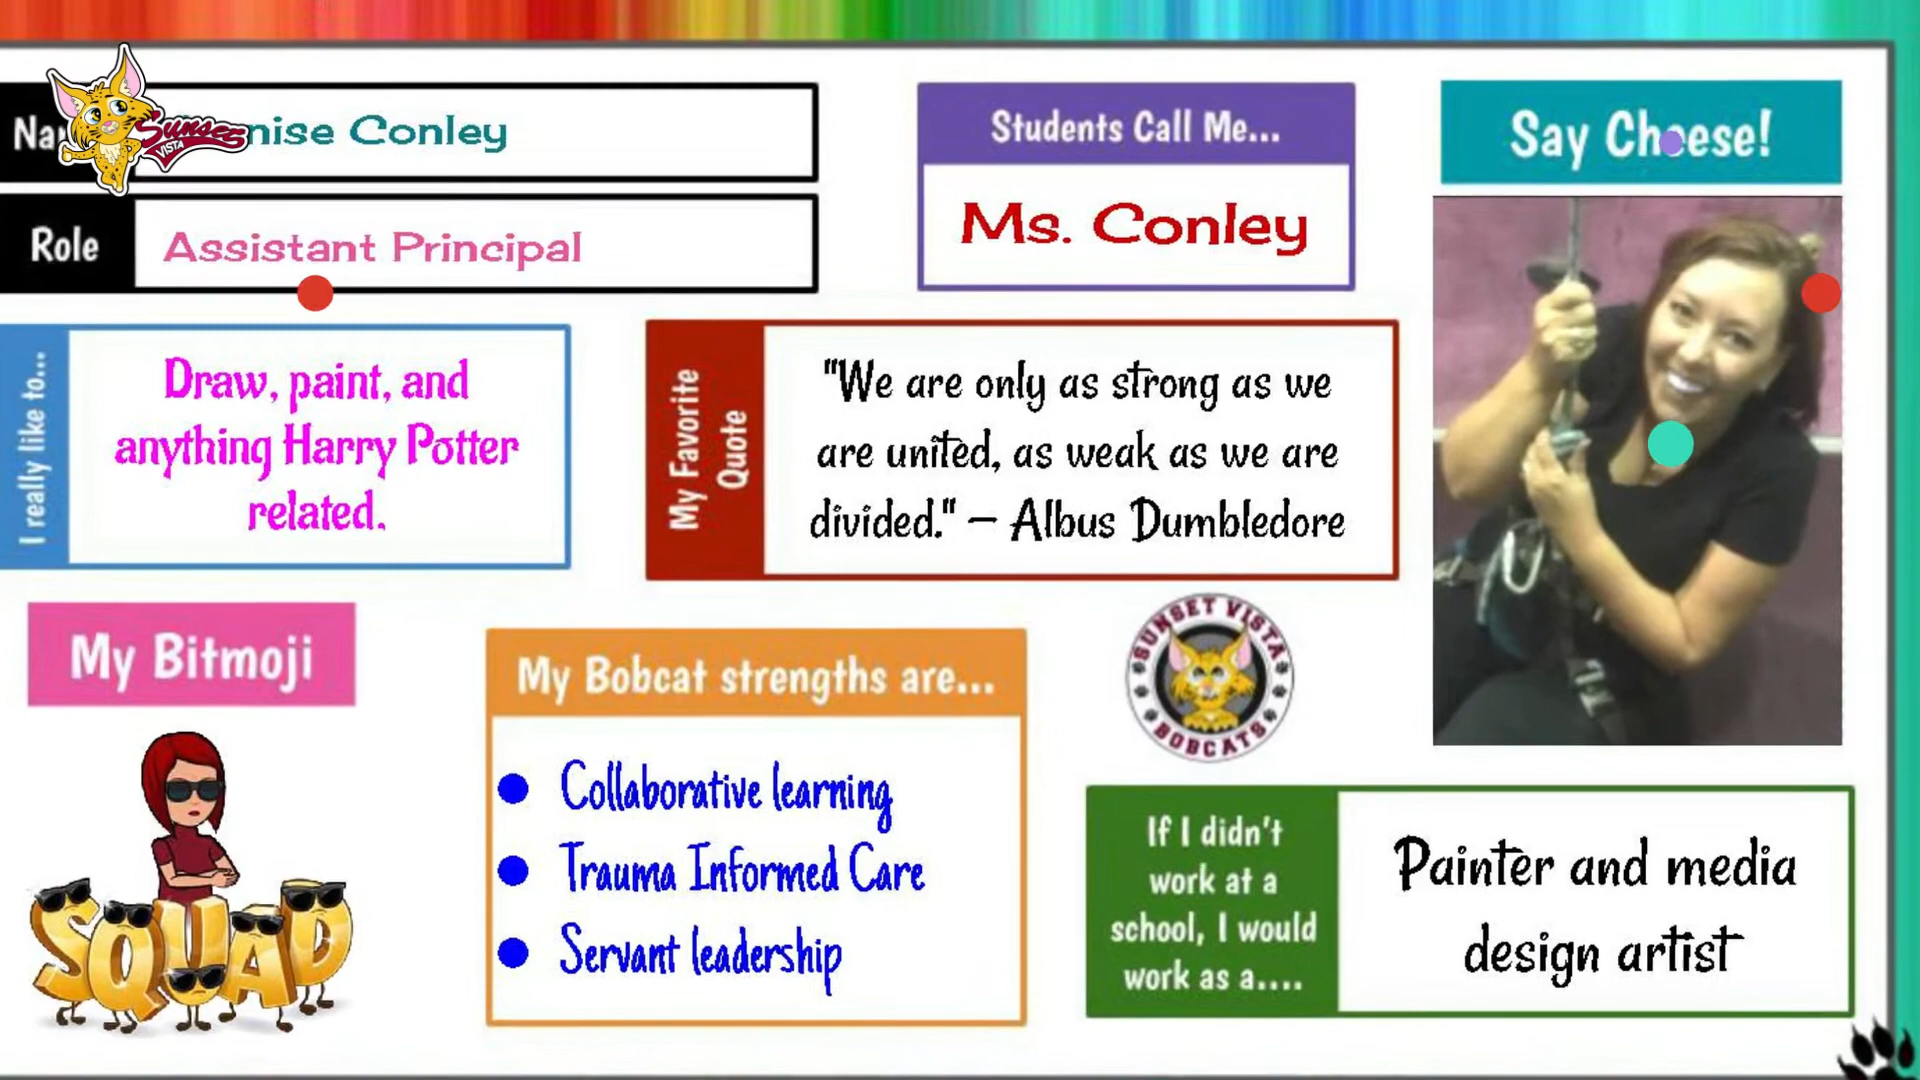 Sunset
VISTA
Conley
Students Call Me...
Say Cheese!
Role
Assistant Principal
Ms. Conley
I really like to...
Draw, paint, and
anything Harry Potter
related.
My Favorite
Quote
"We are only as strong as we
are united, as weak as we are
divided." – Albus Dumbledore
My Bitmoji
SQUAD
My Bobcat strengths are...
Collaborative learning
Trauma Informed Care
Servant leadership
SUNSET VISTA
BOBCATS
If I didn't
work at a
school, I would
work as a....
Painter and media
design artist